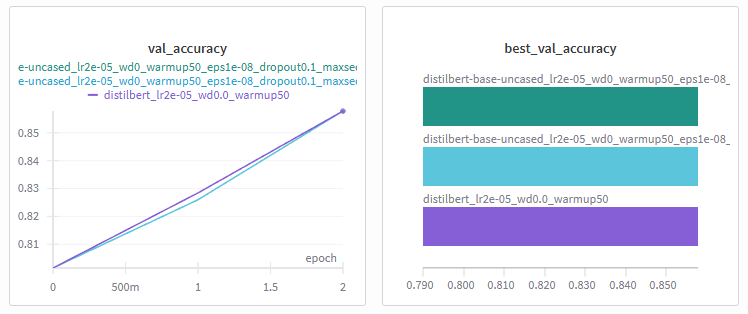 val_accuracy
e-uncased_lr2e-05_wd0_warmup50_eps1e-08_dropout0.1_maxse
e-uncased_lr2e-05_wd0_warmup50_eps1e-08_dropout0.1_maxse
distilbert_lr2e-05_wd0.0_warmup50
0.85
0.84
0.83
0.82
0.81
epoch
0 500m 1 1.5 2
best_val_accuracy
distilbert-base-uncased_lr2e-05_wd0_warmup50_eps1e-08_
distilbert-base-uncased_lr2e-05_wd0_warmup50_eps1e-08_
distilbert_lr2e-05_wd0.0_warmup50
0.790 0.800 0.810 0.820 0.830 0.840 0.850